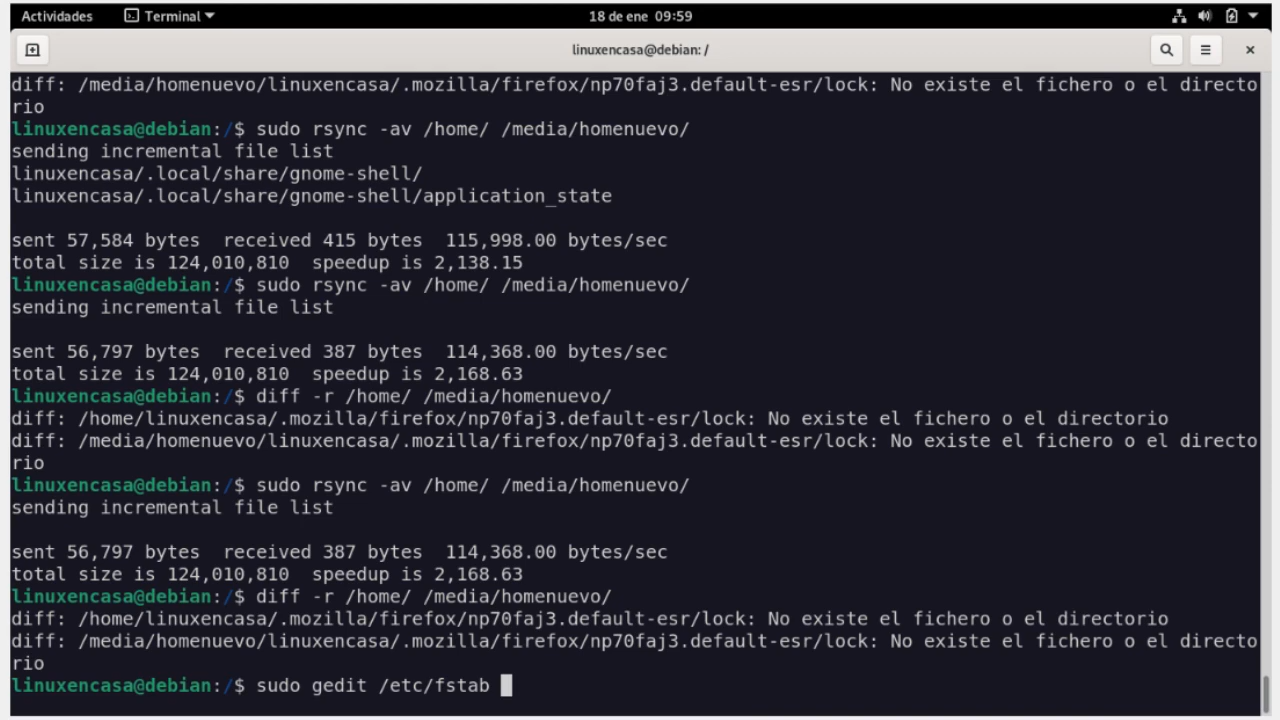 Actividades Terminal 18 de ene 09:59
linuxencasa@debian: /
diff: /media/homenuevo/linuxencasa/.mozilla/firefox/np70faj3.default-esr/lock: No existe el fichero o el directo
rio
linuxencasa@debian:/$ sudo rsync -av /home/ /media/homenuevo/
sending incremental file list
linuxencasa/.local/share/gnome-shell/
linuxencasa/.local/share/gnome-shell/application_state
sent 57,584 bytes  received 415 bytes  115,998.00 bytes/sec
total size is 124,010,810  speedup is 2,138.15
linuxencasa@debian:/$ sudo rsync -av /home/ /media/homenuevo/
sending incremental file list
sent 56,797 bytes  received 387 bytes  114,368.00 bytes/sec
total size is 124,010,810  speedup is 2,168.63
linuxencasa@debian:/$ diff -r /home/ /media/homenuevo/
diff: /home/linuxencasa/.mozilla/firefox/np70faj3.default-esr/lock: No existe el fichero o el directorio
diff: /media/homenuevo/linuxencasa/.mozilla/firefox/np70faj3.default-esr/lock: No existe el fichero o el directo
rio
linuxencasa@debian:/$ sudo rsync -av /home/ /media/homenuevo/
sending incremental file list
sent 56,797 bytes  received 387 bytes  114,368.00 bytes/sec
total size is 124,010,810  speedup is 2,168.63
linuxencasa@debian:/$ diff -r /home/ /media/homenuevo/
diff: /home/linuxencasa/.mozilla/firefox/np70faj3.default-esr/lock: No existe el fichero o el directorio
diff: /media/homenuevo/linuxencasa/.mozilla/firefox/np70faj3.default-esr/lock: No existe el fichero o el directo
rio
linuxencasa@debian:/$ sudo gedit /etc/fstab